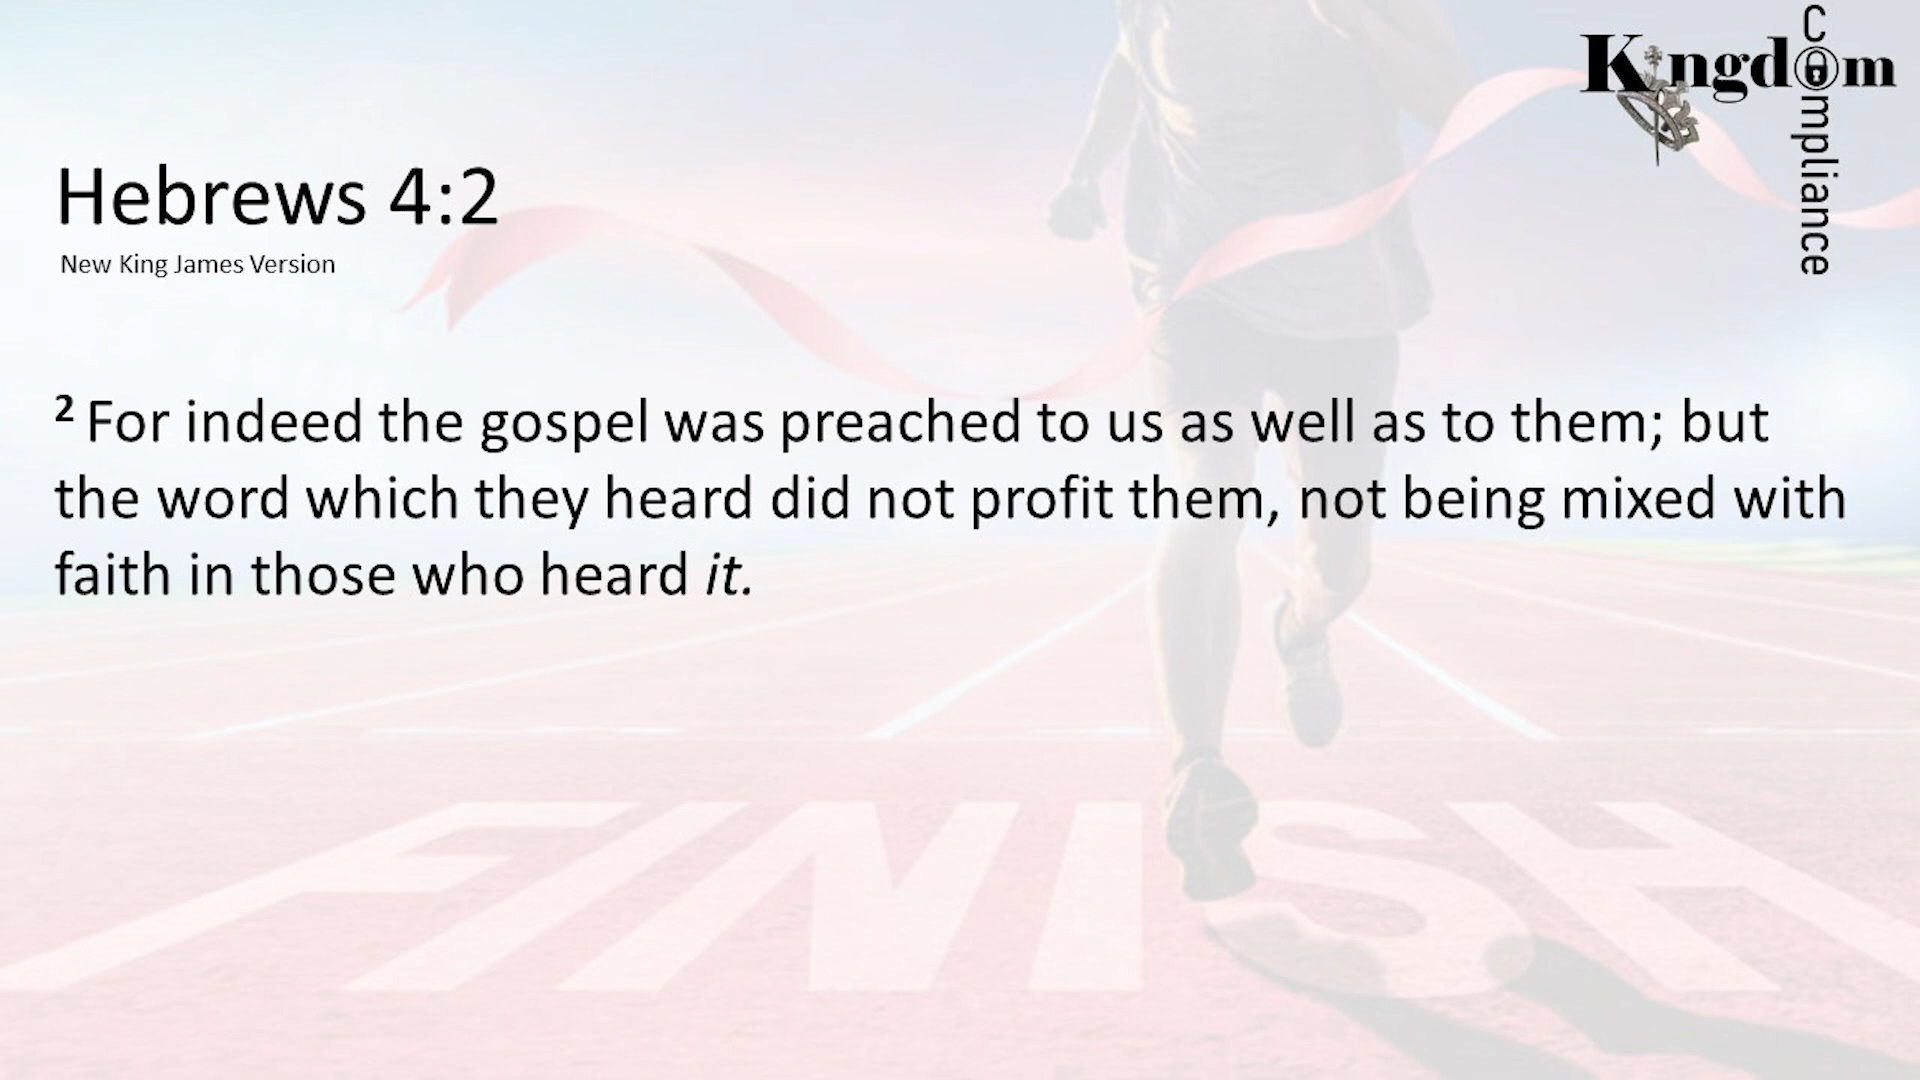 Kingdom
Compliance
Hebrews 4:2
New King James Version
2 For indeed the gospel was preached to us as well as to them; but
the word which they heard did not profit them, not being mixed with
faith in those who heard it.
FINISH